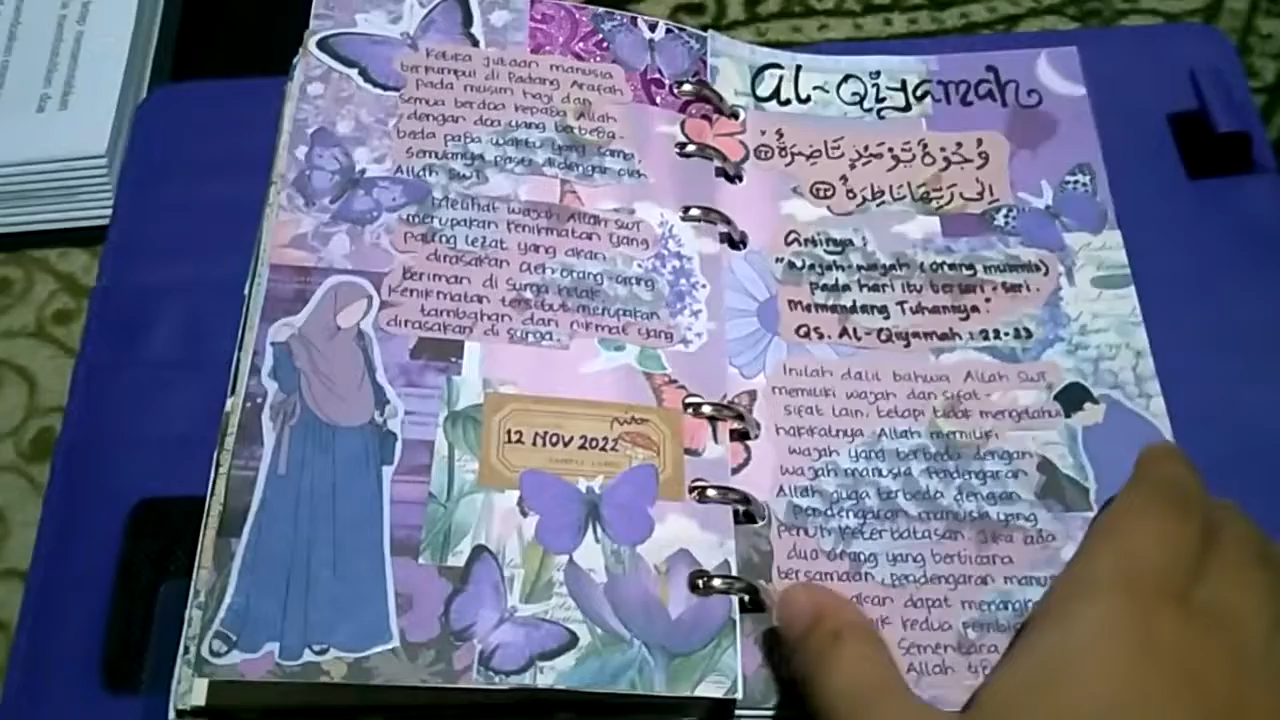 Ketika jutaan manusia
berkumpul di Padang Arafah
pada musim haji dan
semua berdoa kepada Allah
dengan doa yang berbeda-
beda pada waktu yang sama,
semuanya pasti didengar oleh
Allah SWT
Melihat wajah Allah SWT
merupakan kenikmatan yang
paling lezat yang akan
dirasakan oleh orang-orang
beriman di surga kelak.
Kenikmatan tersebut merupakan
tambahan dari nikmat yang
dirasakan di surga.
12 NOV 2022
Al-Qiyamah
وُجُوْهٌ يَّوْمَئِذٍ نَّاضِرَةٌ ۙ٢٢
اِلٰى رَبِّهَا نَاظِرَةٌ ٢٣
Artinya:
"Wajah-wajah (orang mukmin)
pada hari itu berseri-seri.
Memandang Tuhannya."
QS. Al-Qiyamah : 22-23
Inilah dalil bahwa Allah SWT
memiliki wajah dan sifat-
sifat lain, tetapi tidak mengetahui
hakikatnya. Allah memiliki
wajah yang berbeda dengan
wajah manusia. Pendengaran
Allah juga berbeda dengan
pendengaran manusia yang
penuh keterbatasan. Jika ada
dua orang yang berbicara
bersamaan, pendengaran manus
akan dapat menangk
kedua pembic
Sementara
Allah